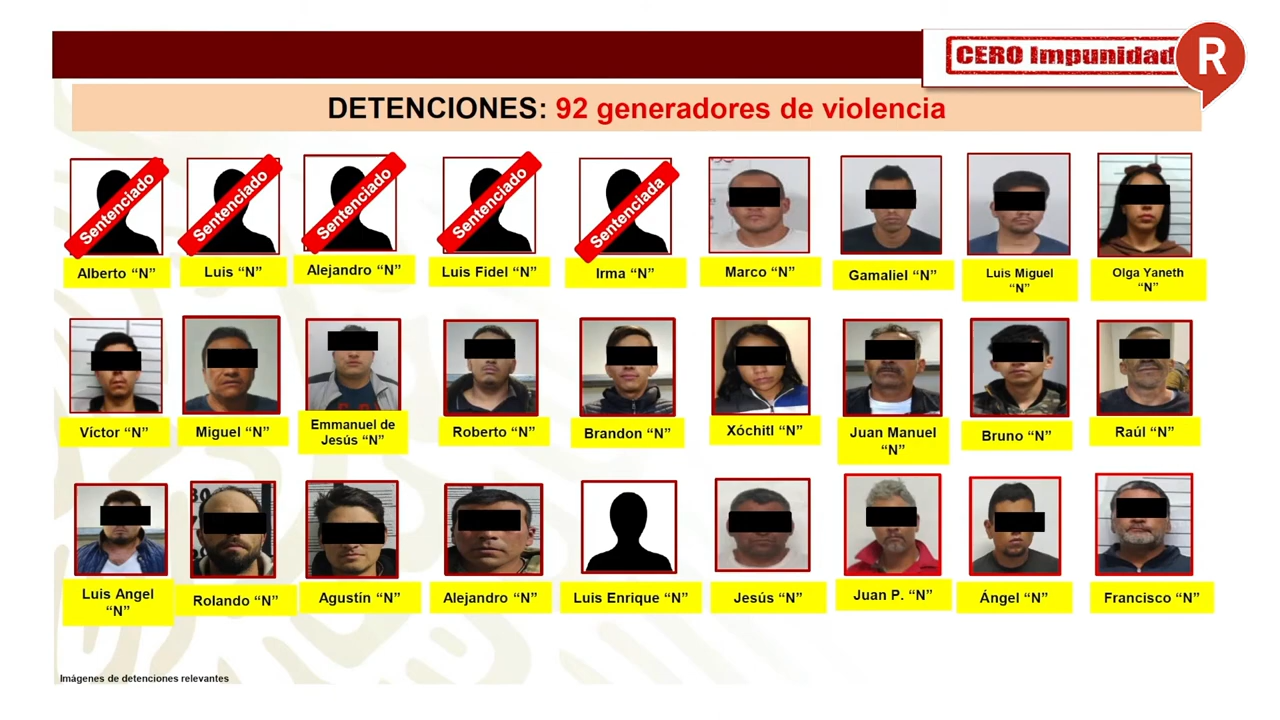 CERO Impunidad
R
DETENCIONES: 92 generadores de violencia
Sentenciado
Sentenciado
Sentenciado
Sentenciado
Sentenciada
Alberto “N”
Luis “N”
Alejandro “N”
Luis Fidel “N”
Irma “N”
Marco “N”
Gamaliel “N”
Luis Miguel
“N”
Olga Yaneth
“N”
Víctor “N”
Miguel “N”
Emmanuel de
Jesús “N”
Roberto “N”
Brandon “N”
Xóchitl “N”
Juan Manuel
“N”
Bruno “N”
Raúl “N”
Luis Angel
“N”
Rolando “N”
Agustín “N”
Alejandro “N”
Luis Enrique “N”
Jesús “N”
Juan P. “N”
Ángel “N”
Francisco “N”
Imágenes de detenciones relevantes